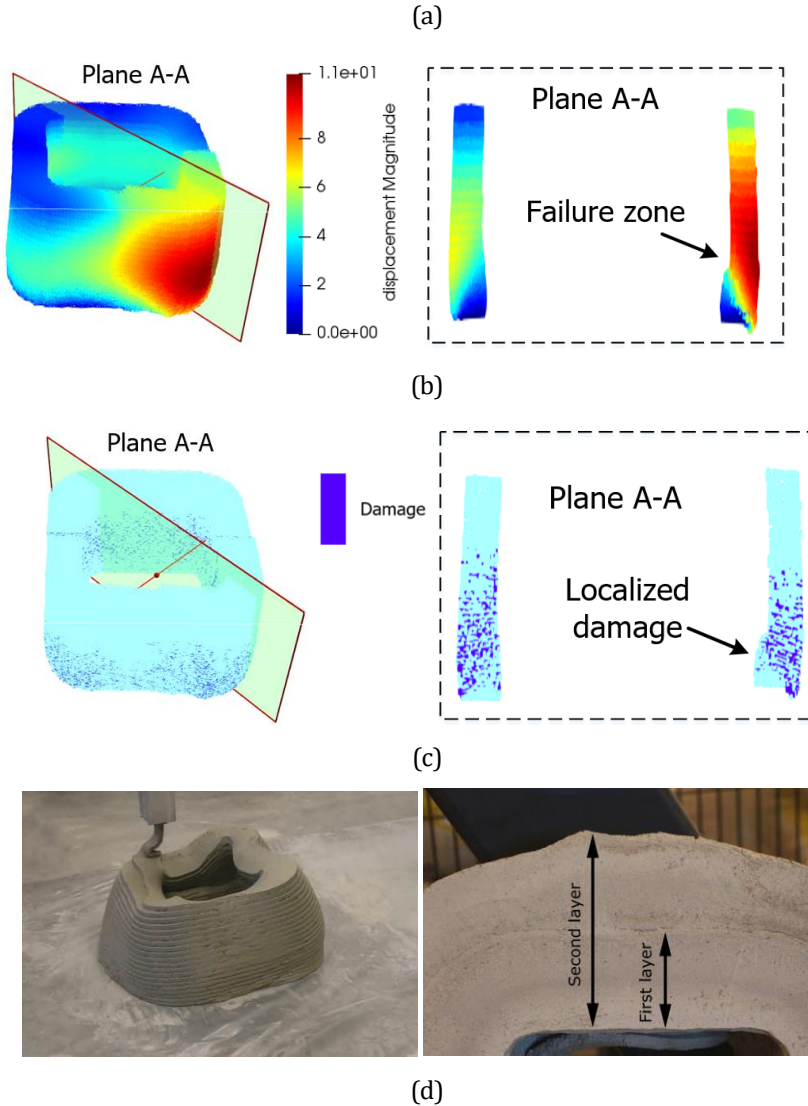 (a)
Plane A-A
1.1e+01
8
6
4
2
0.0e+00
displacement Magnitude
Plane A-A
Failure zone
(b)
Plane A-A
Damage
Plane A-A
Localized
damage
(c)
Second layer
First layer
(d)